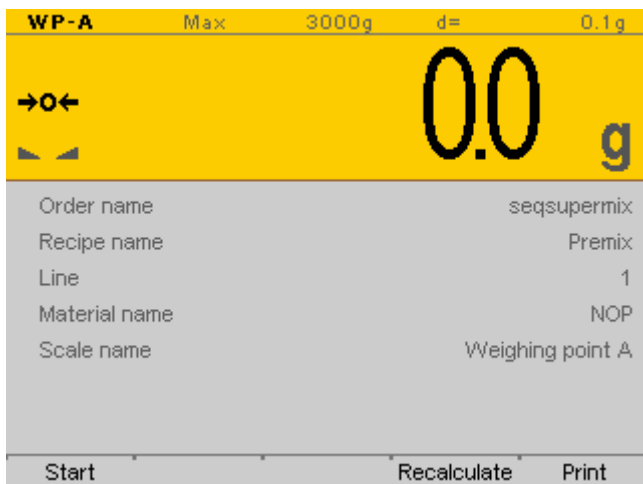 WP-A Max 3000g d= 0.1g
→0←
0.0 g
Order name seqsupermix
Recipe name Premix
Line 1
Material name NOP
Scale name Weighing point A
Start Recalculate Print